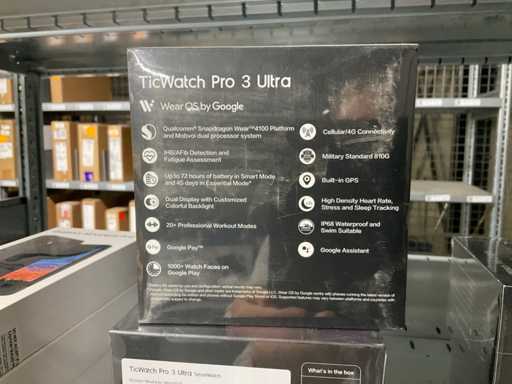 TicWatch Pro 3 Ultra
Wear OS by Google
Qualcomm® Snapdragon Wear™4100 Platform
and Mobvoi dual processor system
IHB/AFib Detection and
Fatigue Assessment
Up to 72 hours of battery in Smart Mode
and 45 days in Essential Mode*
Dual Display with Customized
Colorful Backlight
20+ Professional Workout Modes
Google Pay™
1000+ Watch Faces on
Google Play
Cellular/4G Connectivity
Military Standard 810G
Built-in GPS
High Density Heart Rate,
Stress and Sleep Tracking
IP68 Waterproof and
Swim Suitable
Google Assistant
TicWatch Pro 3 Ultra Smartwatch
What's in the box